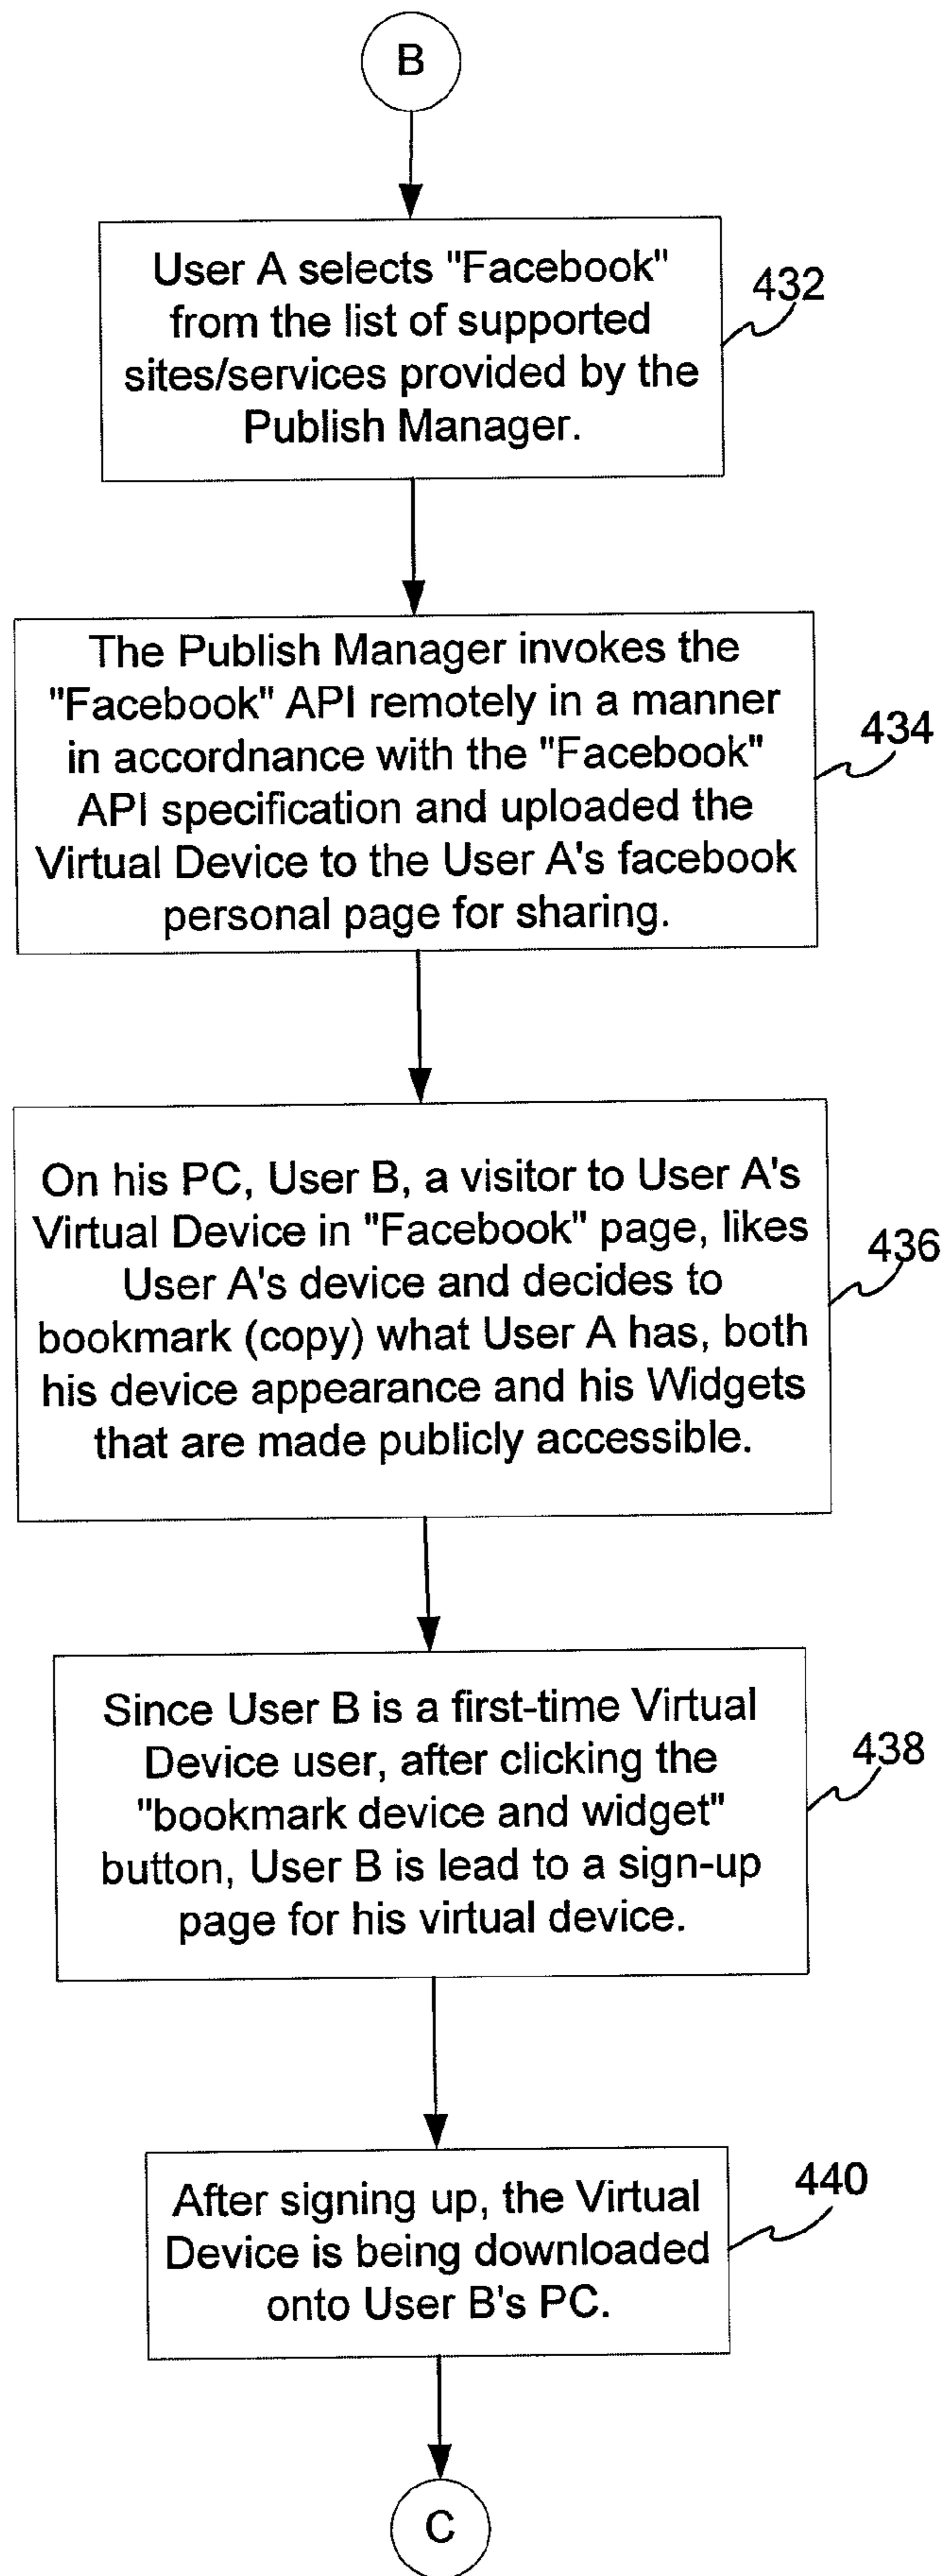 B
User A selects "Facebook"
from the list of supported
sites/services provided by the
Publish Manager.
432
The Publish Manager invokes the
"Facebook" API remotely in a manner
in accordnance with the "Facebook"
API specification and uploaded the
Virtual Device to the User A's facebook
personal page for sharing.
434
On his PC, User B, a visitor to User A's
Virtual Device in "Facebook" page, likes
User A's device and decides to
bookmark (copy) what User A has, both
his device appearance and his Widgets
that are made publicly accessible.
436
Since User B is a first-time Virtual
Device user, after clicking the
"bookmark device and widget"
button, User B is lead to a sign-up
page for his virtual device.
438
After signing up, the Virtual
Device is being downloaded
onto User B's PC.
440
C